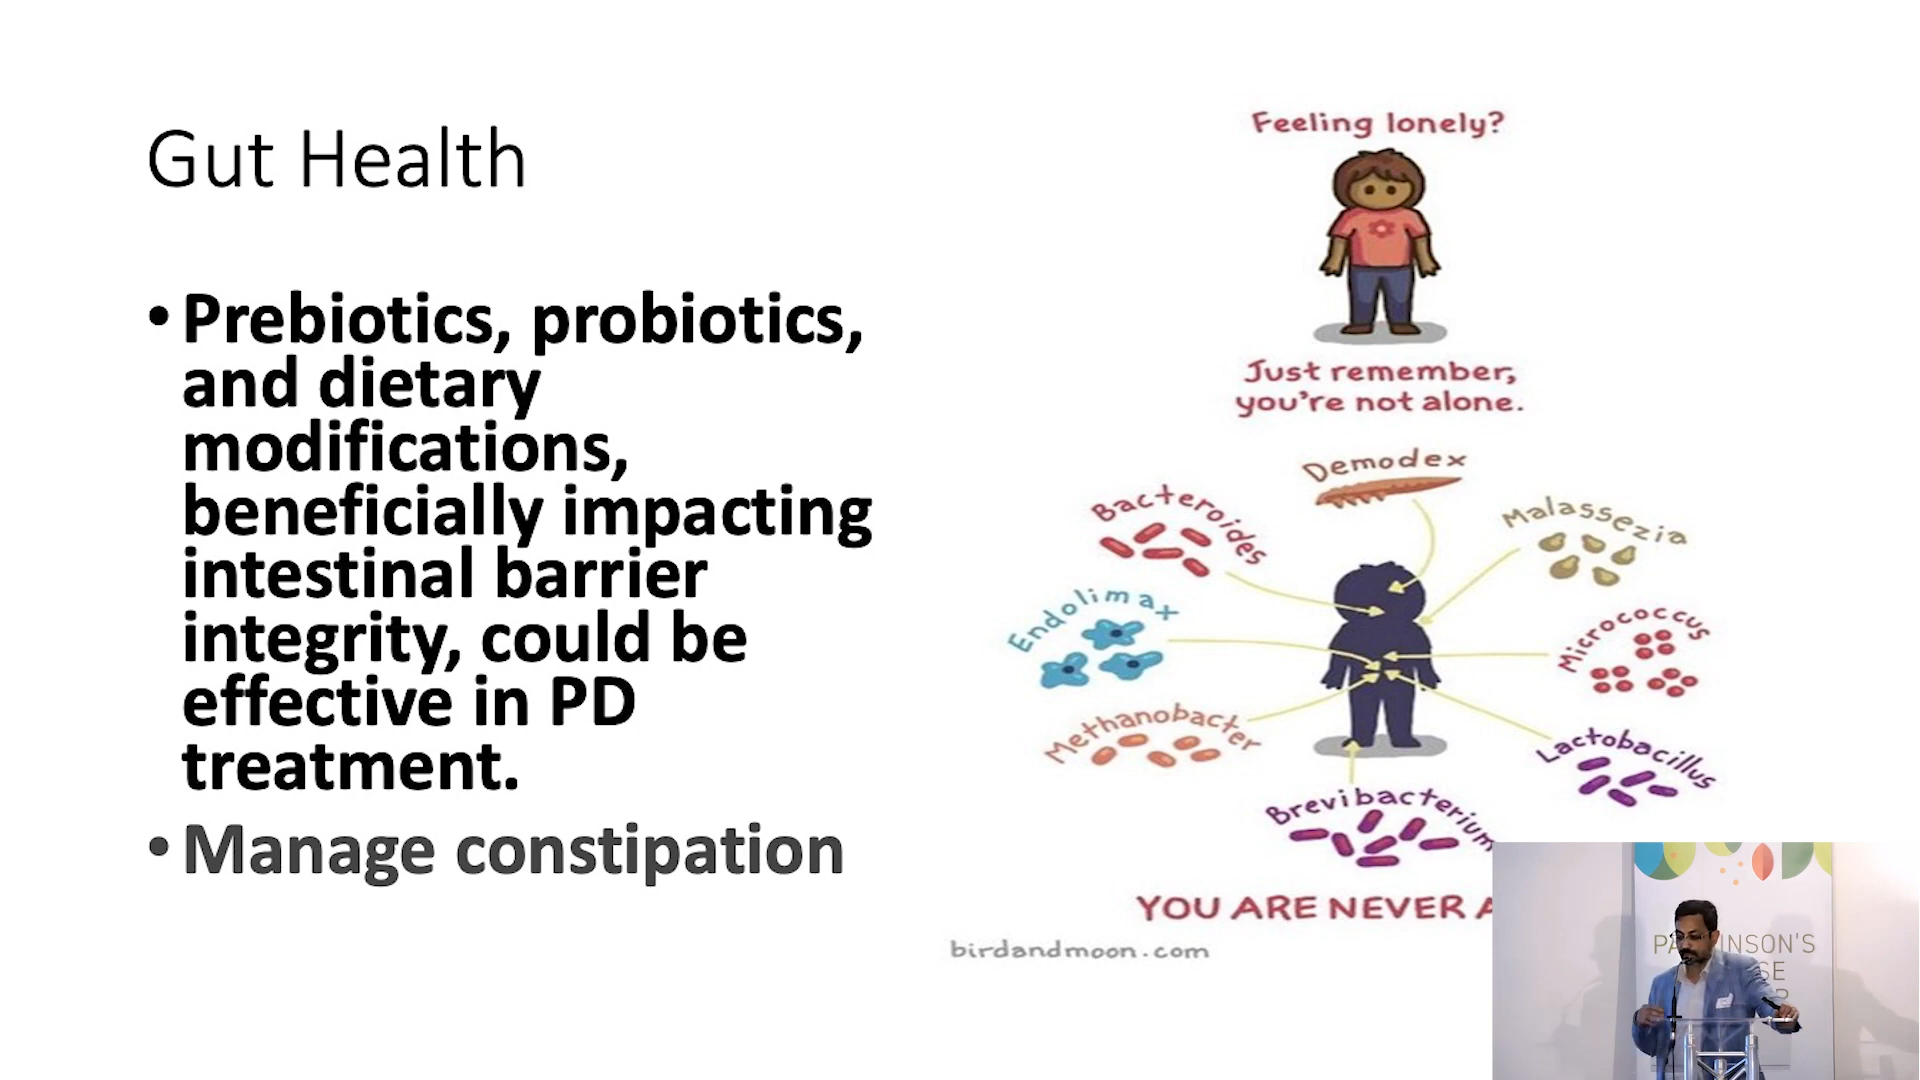 Gut Health
• Prebiotics, probiotics,
and dietary
modifications,
beneficially impacting
intestinal barrier
integrity, could be
effective in PD
treatment.
• Manage constipation
Feeling lonely?
Just remember,
you're not alone.
Demodex
Bacteroides
Malassezia
Endolimax
Micrococcus
Methanobacter
Lactobacillus
Brevibacterium
YOU ARE NEVER A
birdandmoon.com